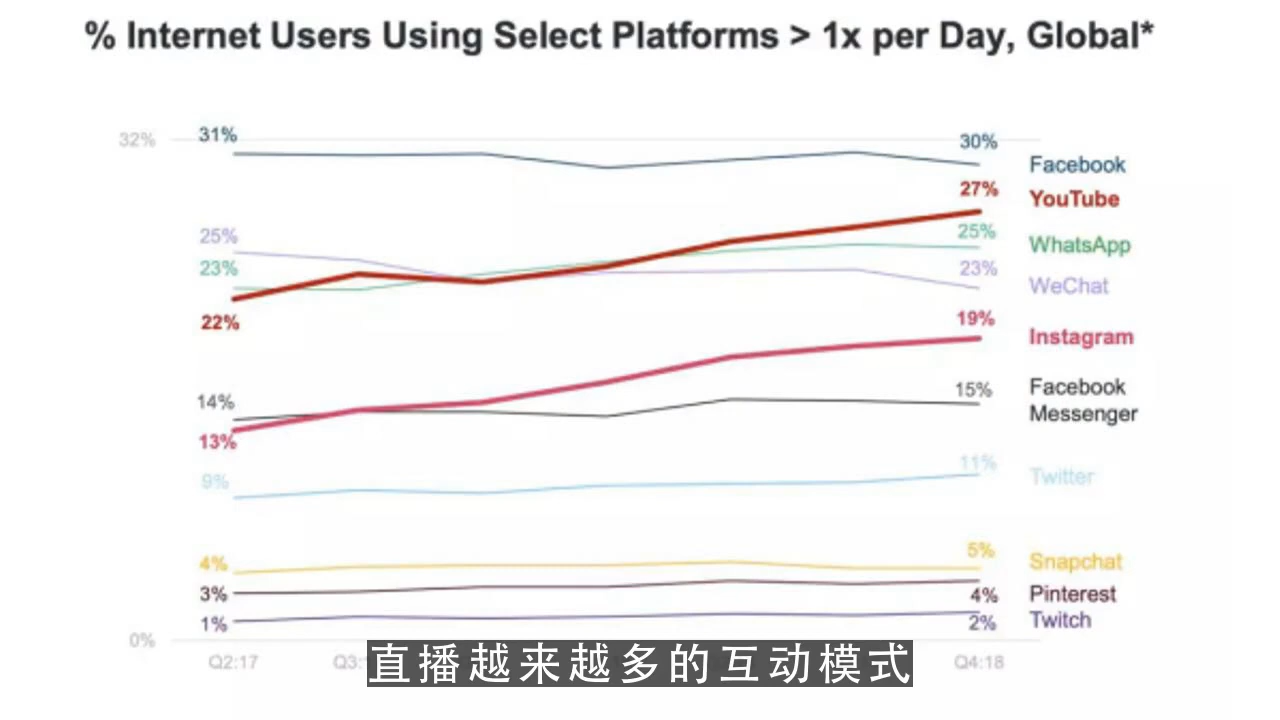 % Internet Users Using Select Platforms > 1x per Day, Global*
32%
31%
30%
Facebook
27%
YouTube
25%
25%
WhatsApp
23%
23%
WeChat
22%
19%
Instagram
14%
15%
Facebook
Messenger
13%
9%
11%
Twitter
4%
5%
Snapchat
3%
4%
Pinterest
1%
2%
Twitch
0%
Q2:17
Q4:18
直播越来越多的互动模式